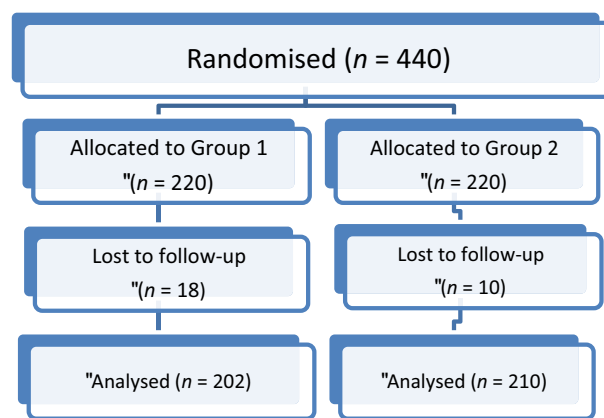 Randomised (n = 440)
Allocated to Group 1
"(n = 220)
Allocated to Group 2
"(n = 220)
Lost to follow-up
"(n = 18)
Lost to follow-up
"(n = 10)
"Analysed (n = 202)
"Analysed (n = 210)